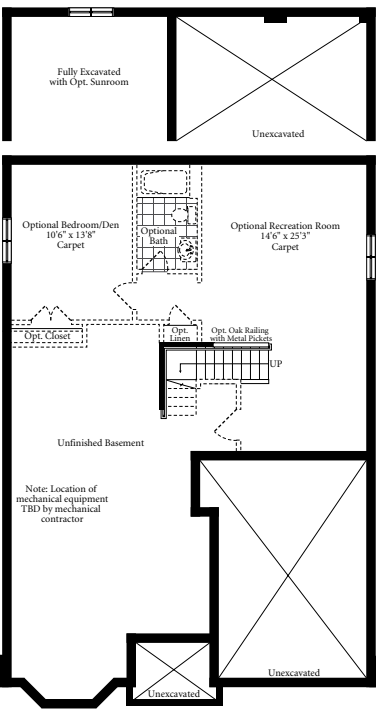 Fully Excavated
with Opt. Sunroom
Unexcavated
Optional Bedroom/Den
10'6" x 13'8"
Carpet
Optional
Bath
Optional Recreation Room
14'6" x 25'3"
Carpet
Opt. Closet
Opt.
Linen
Opt. Oak Railing
with Metal Pickets
UP
Unfinished Basement
Note: Location of
mechanical equipment
TBD by mechanical
contractor
Unexcavated
Unexcavated